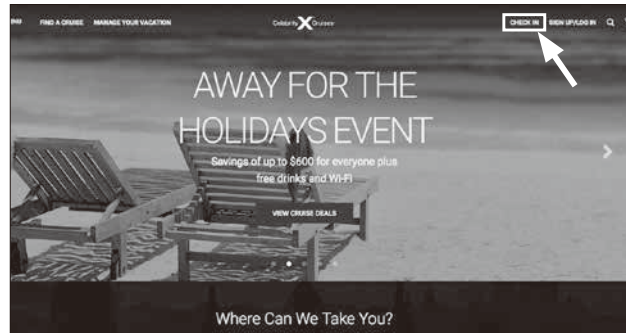 FIND A CRUISE MANAGE YOUR VACATION Celebrity X Cruises CHECK IN SIGN UP/LOG IN
AWAY FOR THE
HOLIDAYS EVENT
Savings of up to $600 for everyone plus
free drinks and Wi-Fi
VIEW CRUISE DEALS
Where Can We Take You?